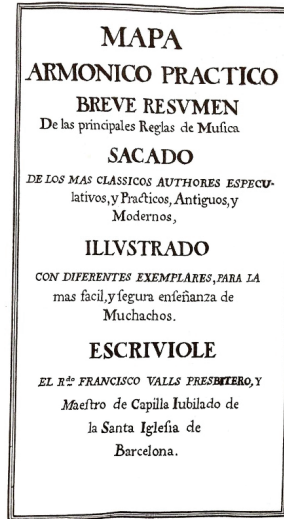 MAPA
ARMONICO PRACTICO
BREVE RESVMEN
De las principales Reglas de Muſica
SACADO
DE LOS MAS CLASSICOS AUTHORES ESPECU-
lativos, y Practicos, Antiguos, y
Modernos,
ILLVSTRADO
CON DIFERENTES EXEMPLARES, PARA LA
mas facil, y ſegura enſeñanza de
Muchachos.
ESCRIVIOLE
EL Rdo FRANCISCO VALLS PRESBITERO, Y
Maeſtro de Capilla Iubilado de
la Santa Igleſia de
Barcelona.